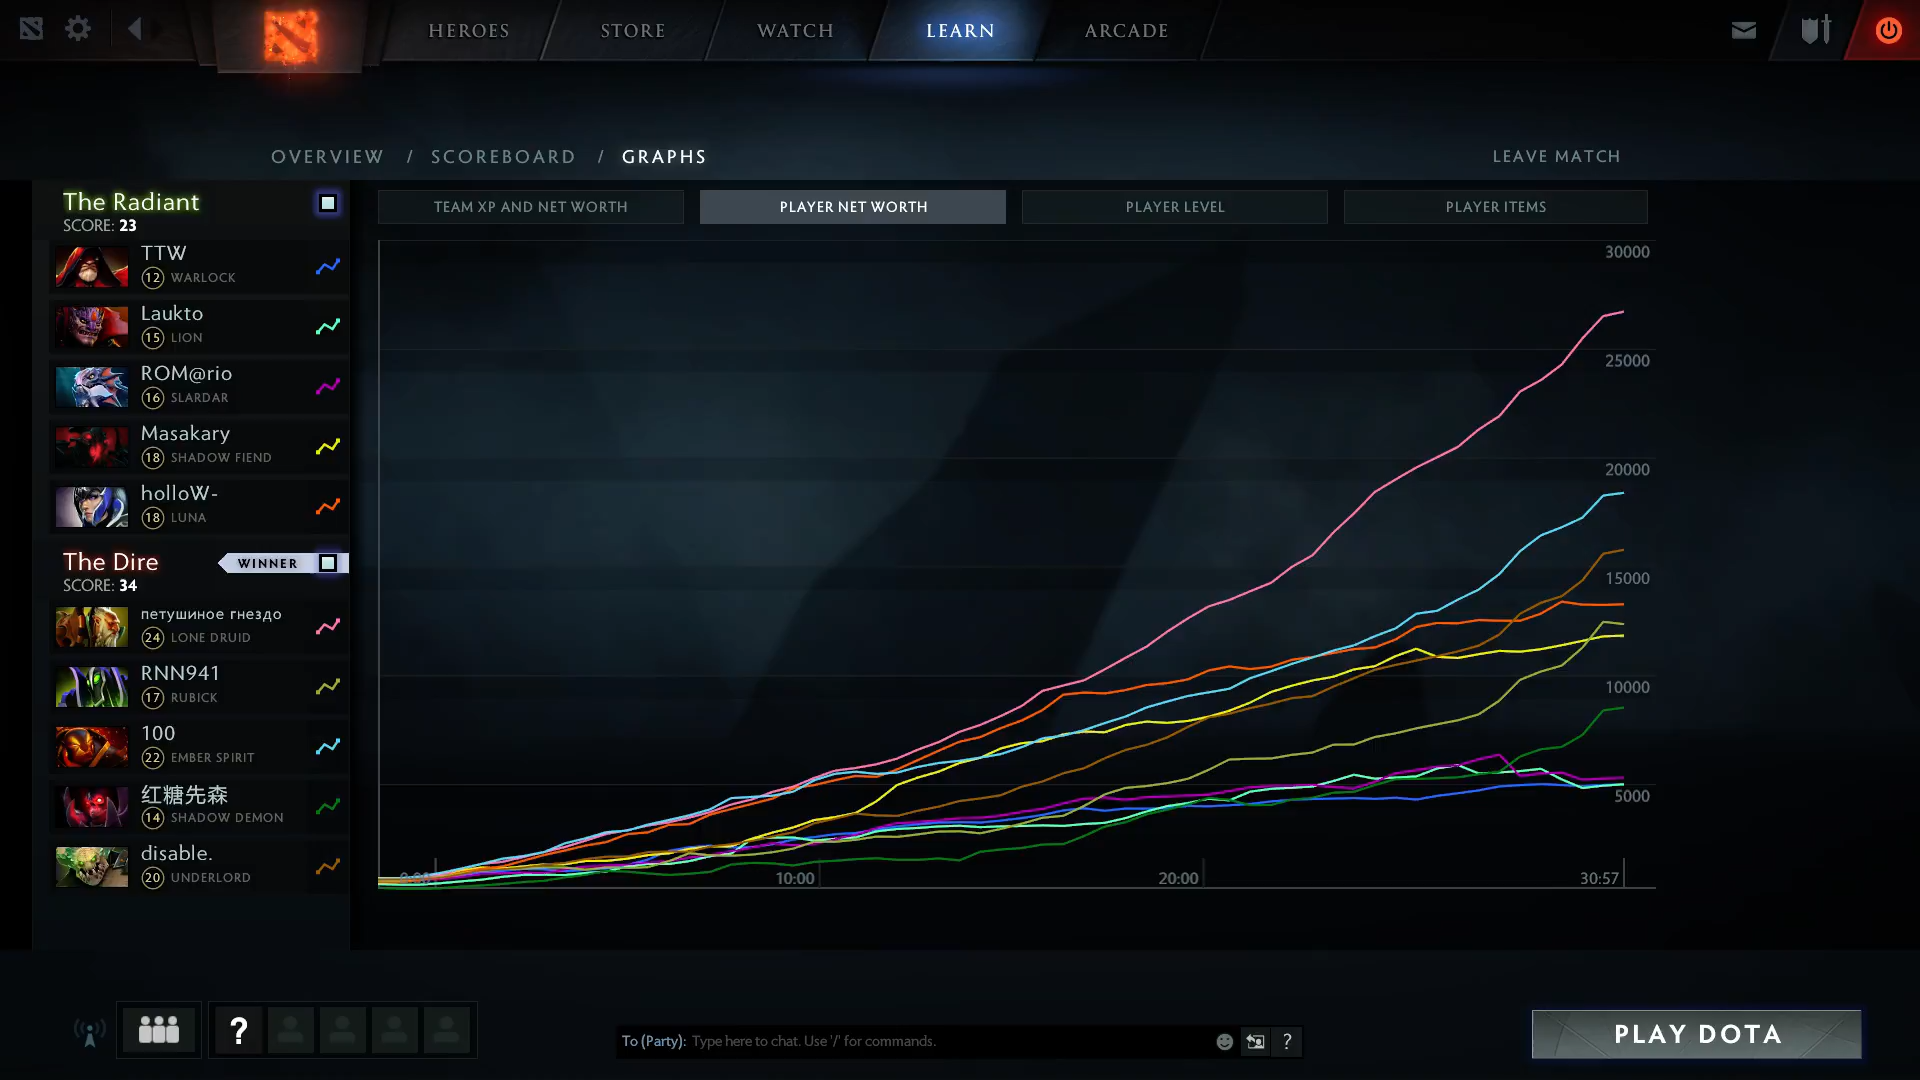 HEROES
STORE
WATCH
LEARN
ARCADE
OVERVIEW / SCOREBOARD / GRAPHS
LEAVE MATCH
The Radiant
SCORE: 23
TTW
12 WARLOCK
Laukto
15 LION
ROM@rio
16 SLARDAR
Masakary
18 SHADOW FIEND
holloW-
18 LUNA
The Dire
WINNER
SCORE: 34
петушиное гнездо
24 LONE DRUID
RNN941
17 RUBICK
100
22 EMBER SPIRIT
红糖先森
14 SHADOW DEMON
disable.
20 UNDERLORD
TEAM XP AND NET WORTH
PLAYER NET WORTH
PLAYER LEVEL
PLAYER ITEMS
30000
25000
20000
15000
10000
5000
0:00
10:00
20:00
30:57
?
To (Party): Type here to chat. Use '/' for commands.
?
PLAY DOTA